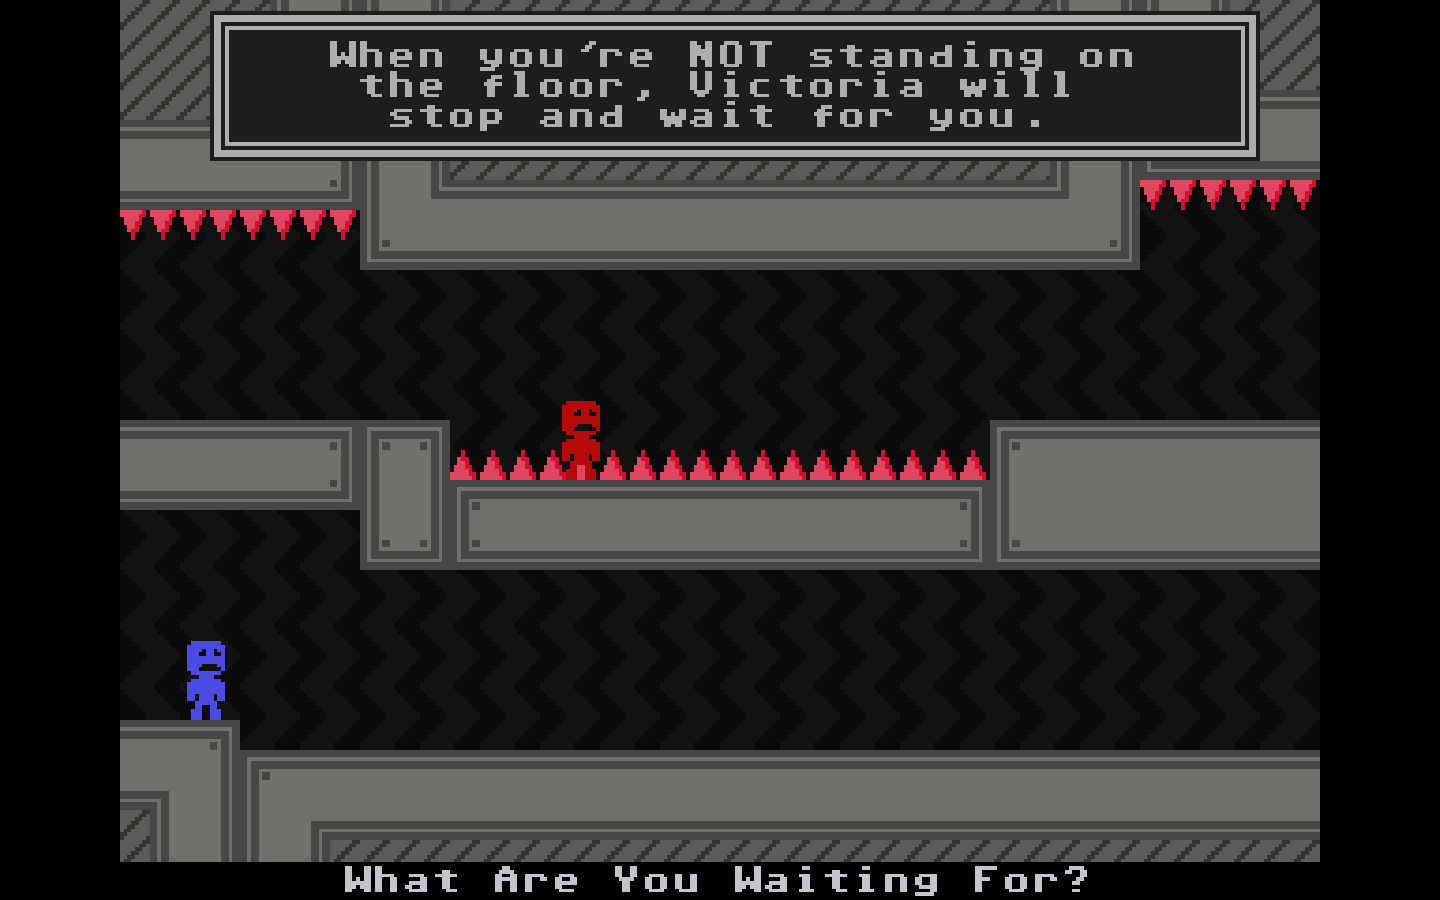 When you're NOT standing on
the floor, Victoria will
stop and wait for you.
What Are You Waiting For?